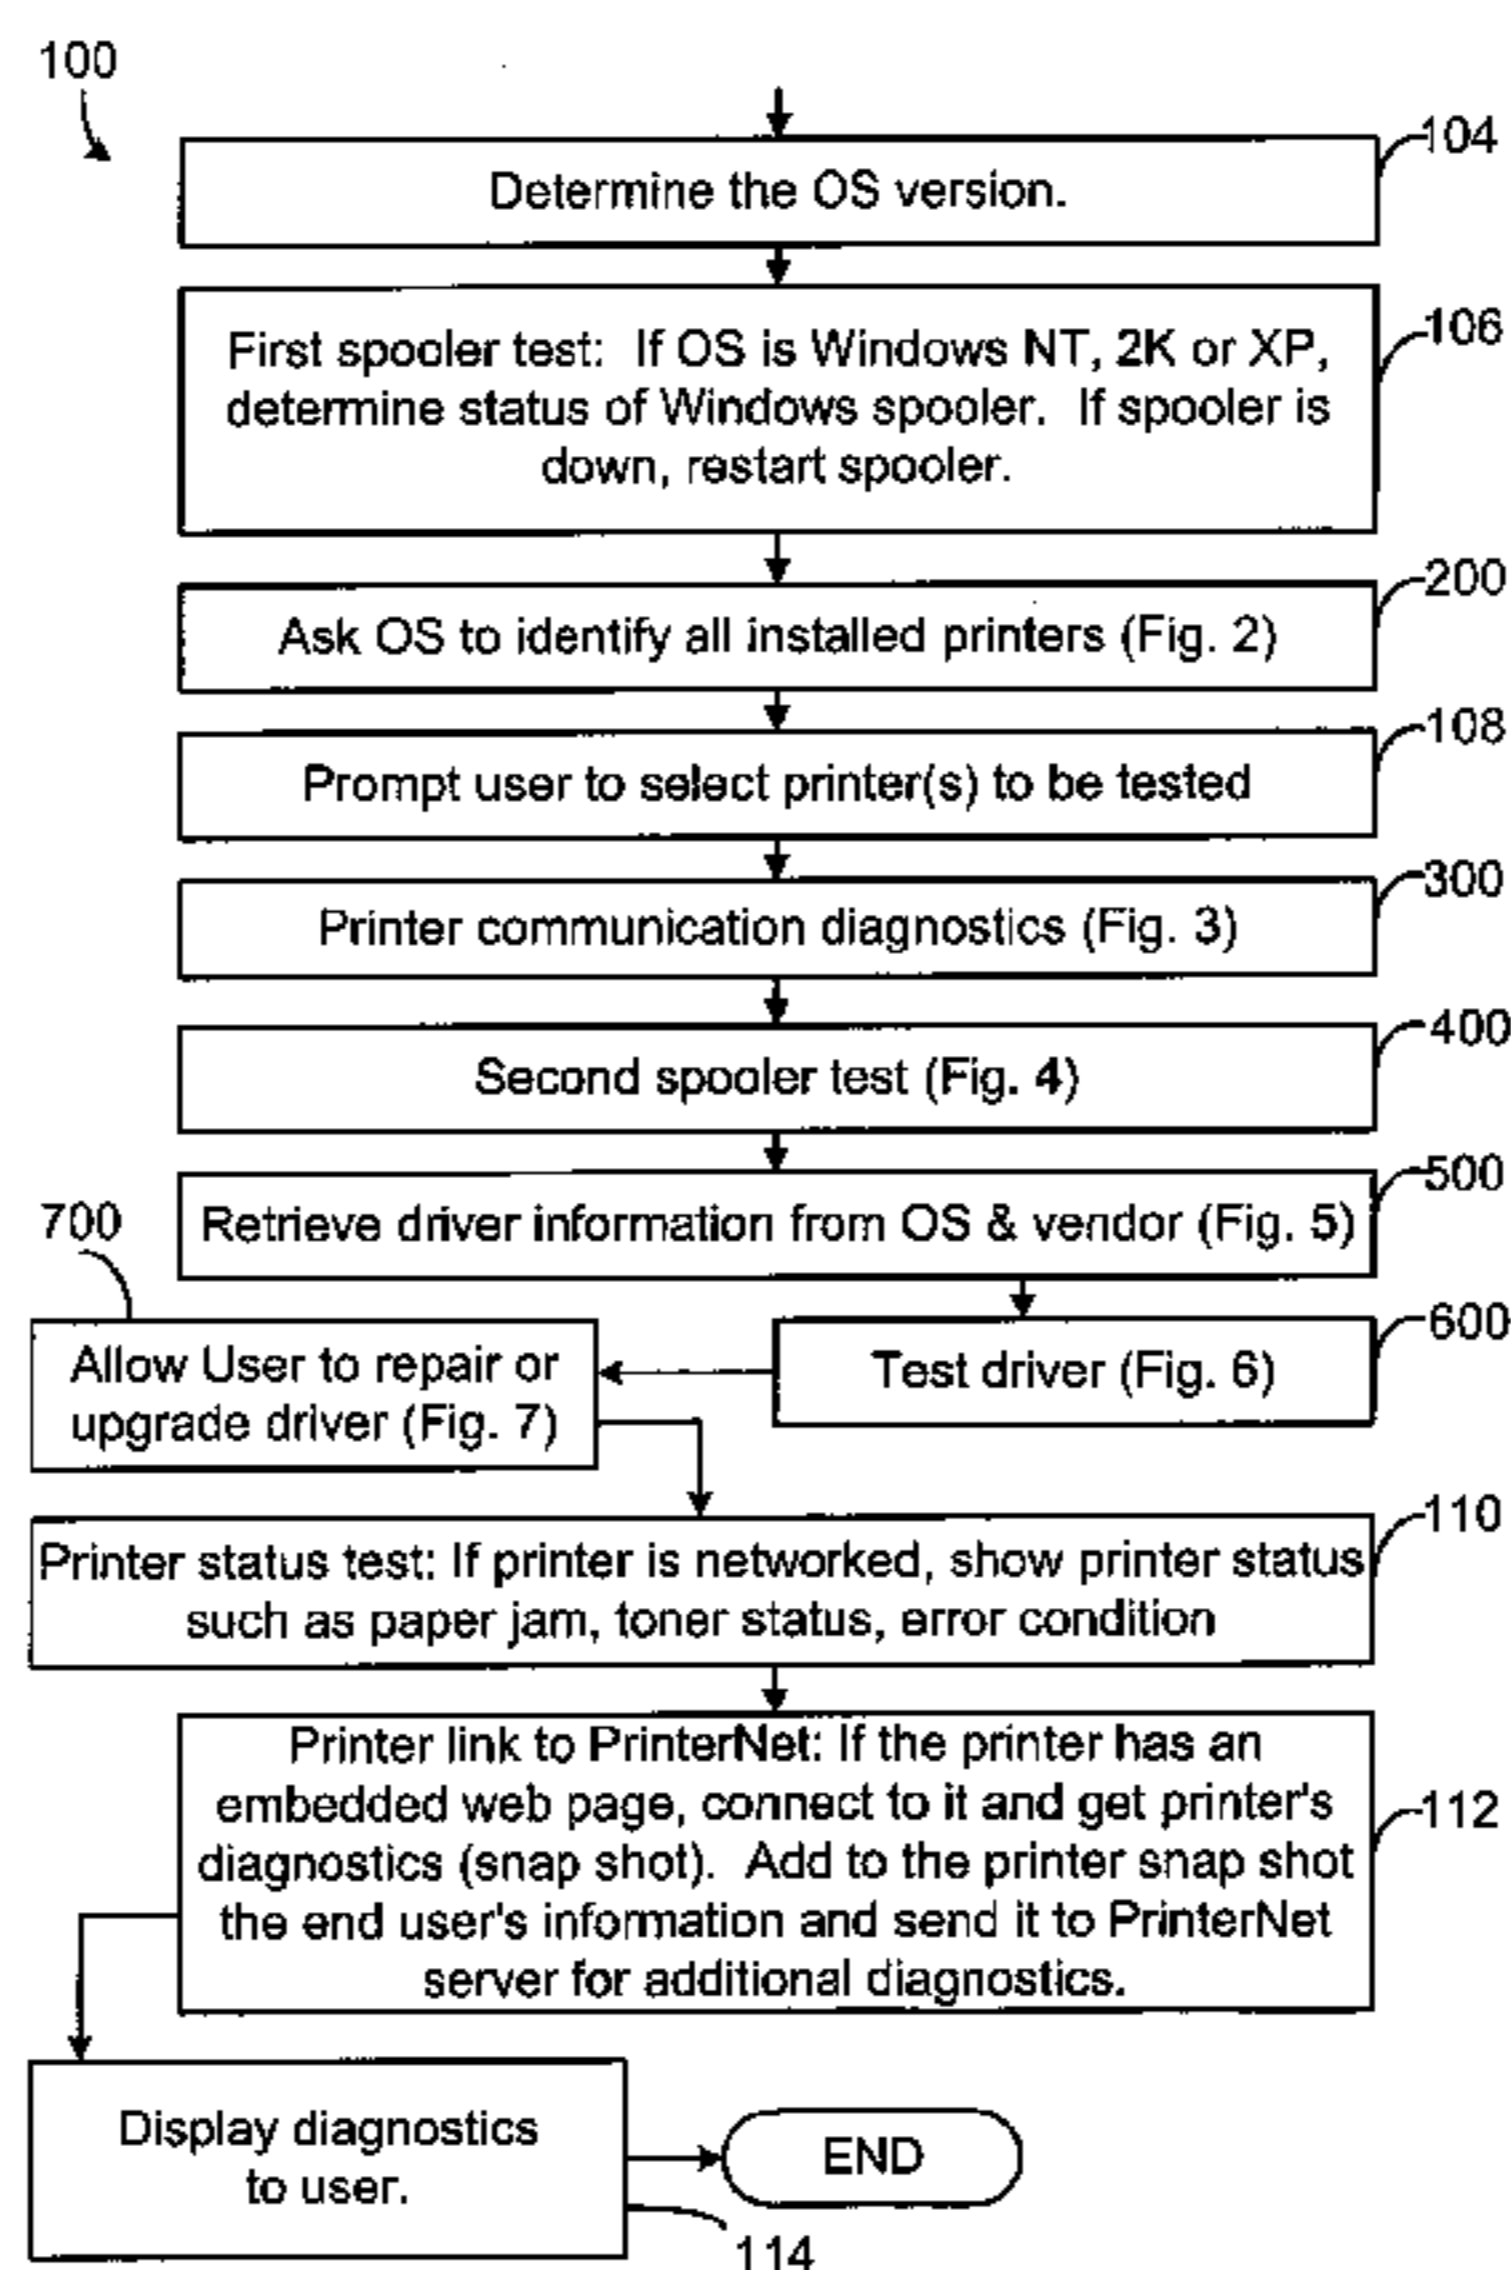 100
104
Determine the OS version.
106
First spooler test:  If OS is Windows NT, 2K or XP,
determine status of Windows spooler.  If spooler is
down, restart spooler.
200
Ask OS to identify all installed printers (Fig. 2)
108
Prompt user to select printer(s) to be tested
300
Printer communication diagnostics (Fig. 3)
400
Second spooler test (Fig. 4)
500
Retrieve driver information from OS & vendor (Fig. 5)
700
600
Allow User to repair or
upgrade driver (Fig. 7)
Test driver (Fig. 6)
110
Printer status test: If printer is networked, show printer status
such as paper jam, toner status, error condition
112
Printer link to PrinterNet: If the printer has an
embedded web page, connect to it and get printer's
diagnostics (snap shot).  Add to the printer snap shot
the end user's information and send it to PrinterNet
server for additional diagnostics.
Display diagnostics
to user.
END
114